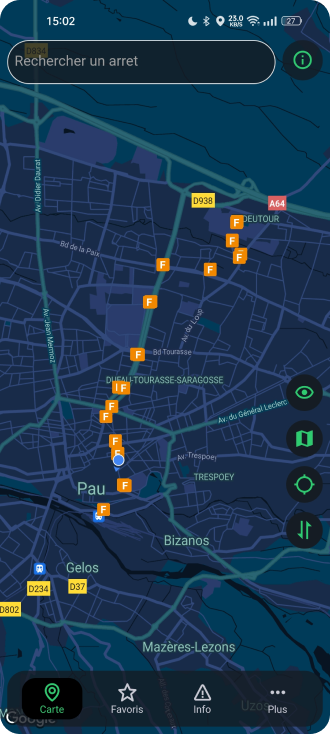 15:02
23.0
KB/S
27
D834
Rechercher un arret
D938
A64
Av. Didier Daurat
F
DEUTOUR
F
F
Bd de la Paix
F
F
F
Av. du Loup
Av. Jean Mermoz
F
Bd Tourasse
DUFAU-TOURASSE-SARAGOSSE
F
F
F
Av. du Général Leclerc
F
F
Av. Trespoey
TRESPOEY
Pau
F
F
Bizanos
Gelos
D234
D37
D802
Mazères-Lezons
Uzos
Google
Carte
Favoris
Info
Plus